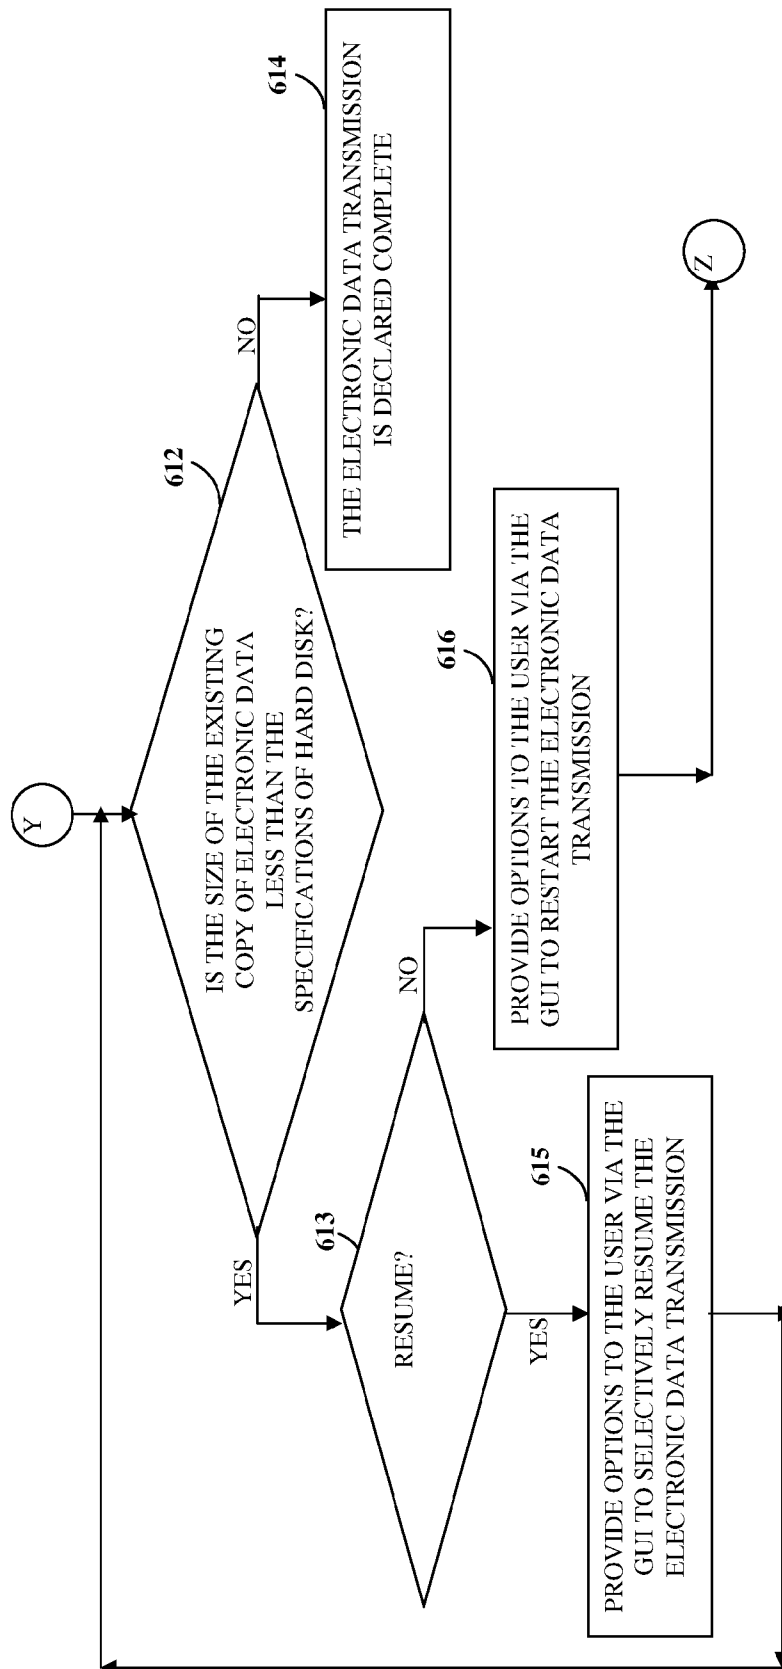 Y
612
IS THE SIZE OF THE EXISTING
COPY OF ELECTRONIC DATA
LESS THAN THE
SPECIFICATIONS OF HARD DISK?
YES
NO
614
THE ELECTRONIC DATA TRANSMISSION
IS DECLARED COMPLETE
613
RESUME?
NO
YES
616
PROVIDE OPTIONS TO THE USER VIA THE
GUI TO RESTART THE ELECTRONIC DATA
TRANSMISSION
615
PROVIDE OPTIONS TO THE USER VIA THE
GUI TO SELECTIVELY RESUME THE
ELECTRONIC DATA TRANSMISSION
Z